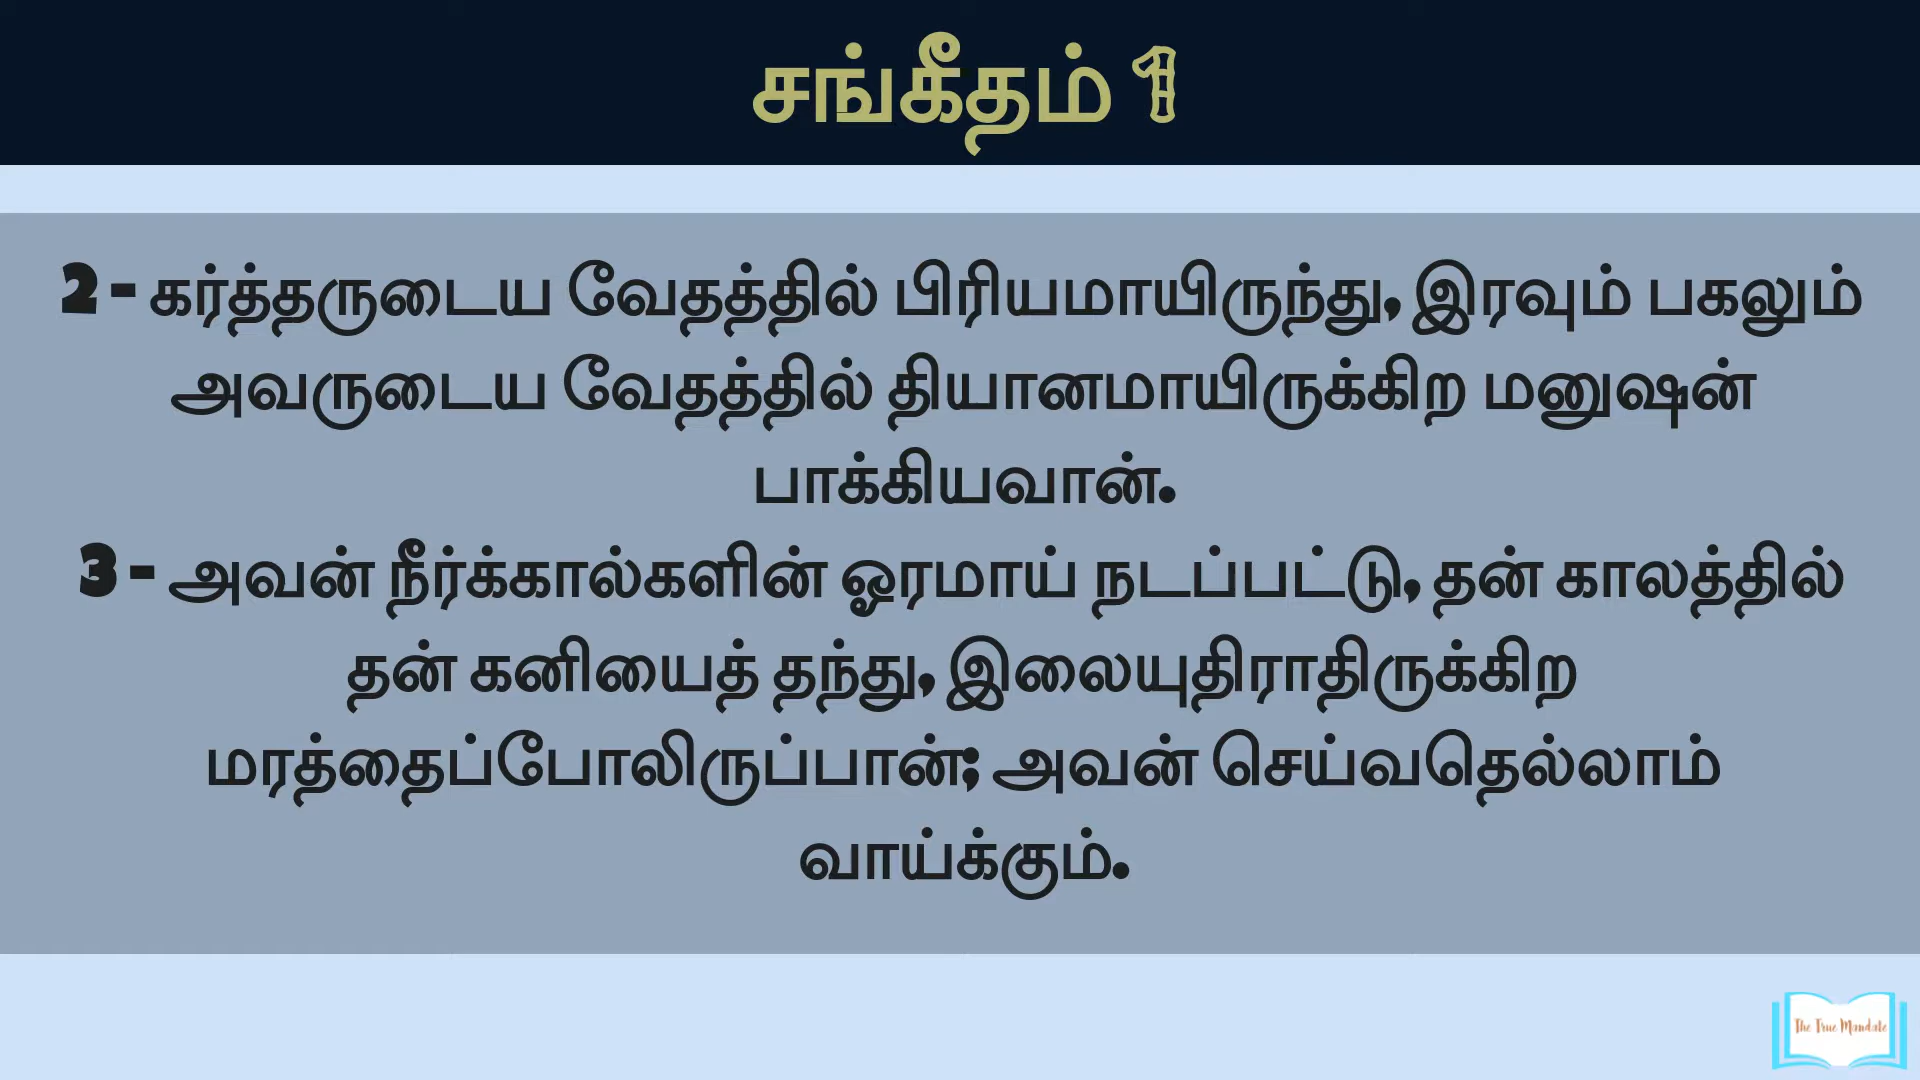 சங்கீதம் 1
2 - கர்த்தருடைய வேதத்தில் பிரியமாயிருந்து, இரவும் பகலும்
அவருடைய வேதத்தில் தியானமாயிருக்கிற மனுஷன்
பாக்கியவான்.
3 - அவன் நீர்க்கால்களின் ஓரமாய் நடப்பட்டு, தன் காலத்தில்
தன் கனியைத் தந்து, இலையுதிராதிருக்கிற
மரத்தைப்போலிருப்பான்; அவன் செய்வதெல்லாம்
வாய்க்கும்.
The True Mandate